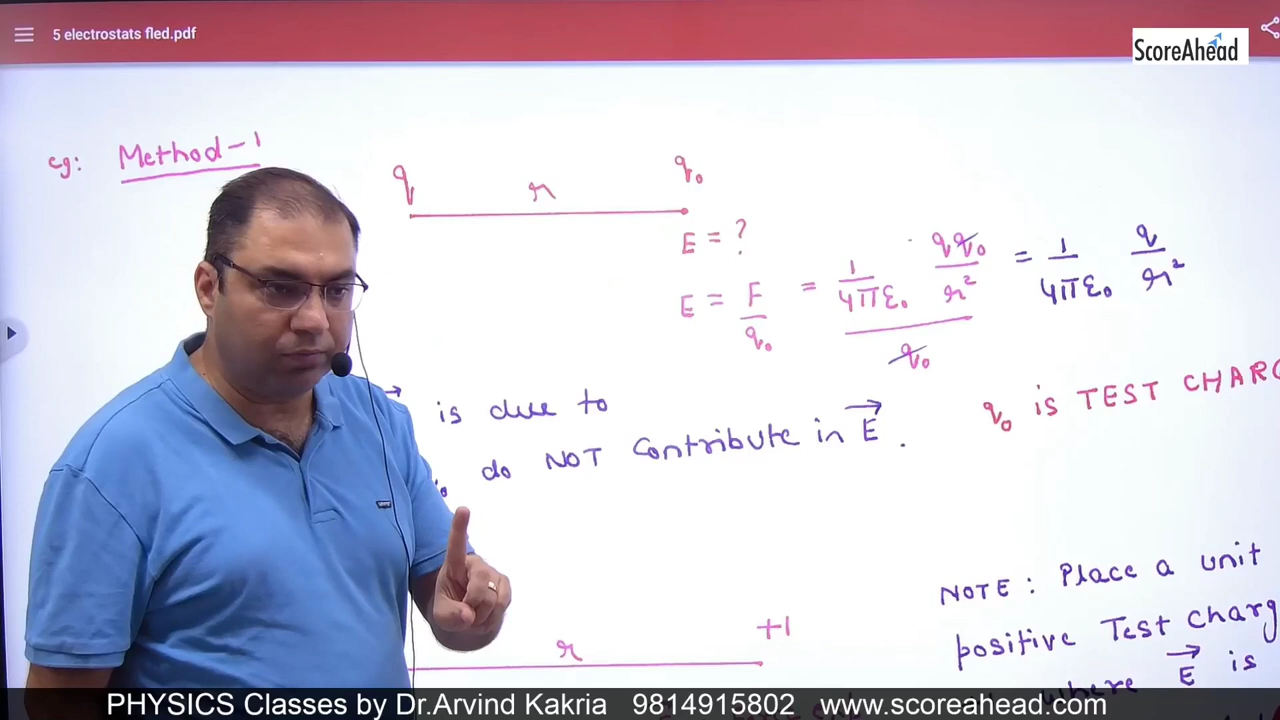 5 electrostats fled.pdf
ScoreAhead
eg: Method-1
q r q₀
E = ?
E = F/q₀ = (1/4πε₀ qq₀/r²)/q₀ = 1/4πε₀ q/r²
is due to
do NOT Contribute in E⃗ .
q₀ is TEST CHARG
r +1
NOTE : Place a unit
positive Test Charg
where E⃗ is
PHYSICS Classes by Dr.Arvind Kakria 9814915802 www.scoreahead.com